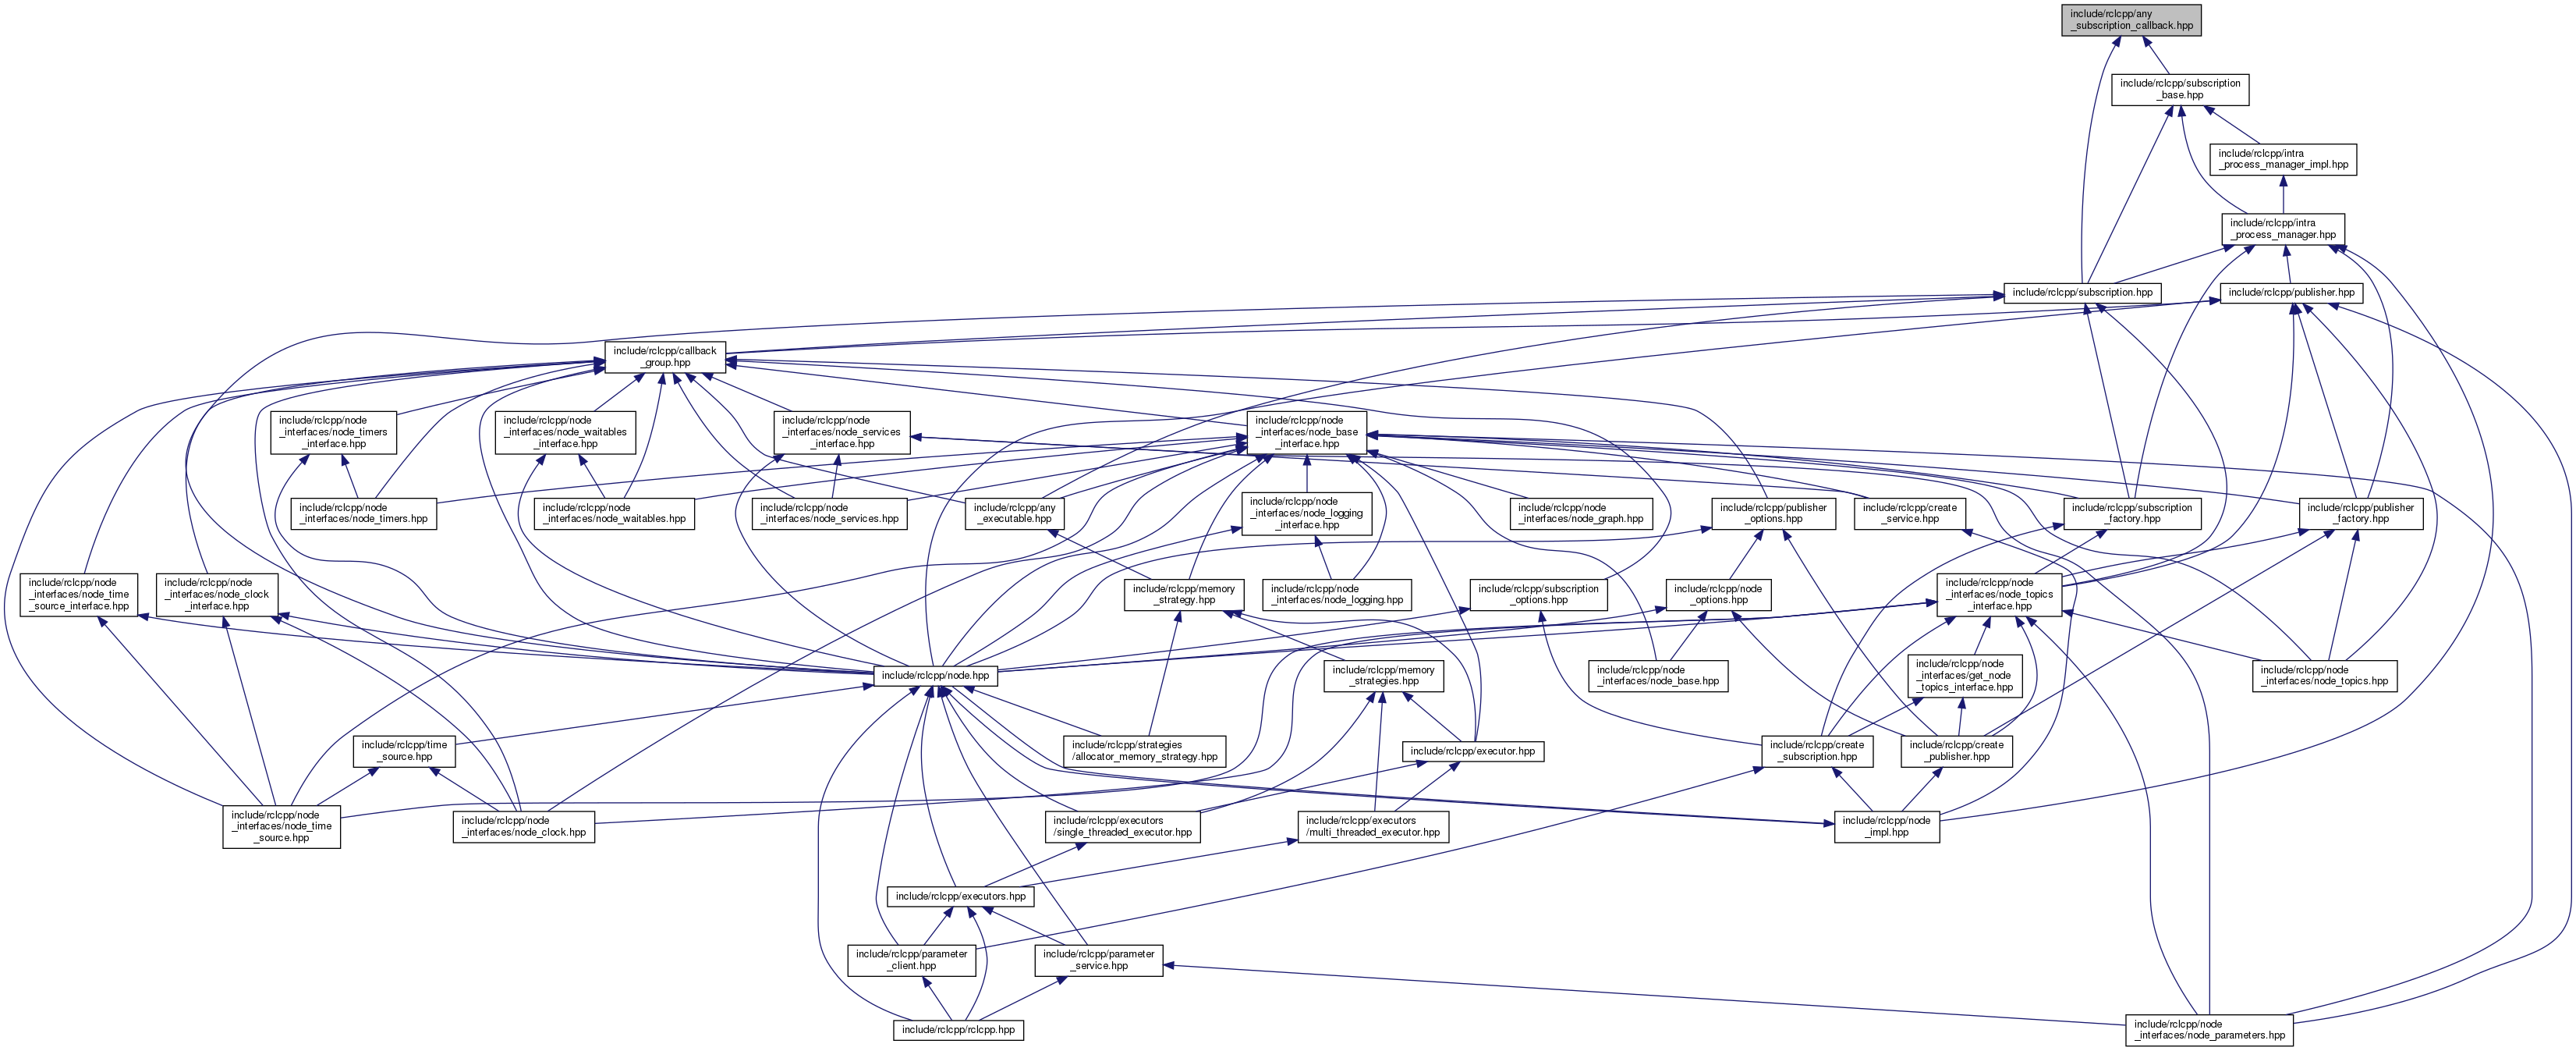 include/rclcpp/any
_subscription_callback.hpp
include/rclcpp/subscription
_base.hpp
include/rclcpp/intra
_process_manager_impl.hpp
include/rclcpp/intra
_process_manager.hpp
include/rclcpp/subscription.hpp
include/rclcpp/publisher.hpp
include/rclcpp/callback
_group.hpp
include/rclcpp/node
_interfaces/node_timers
_interface.hpp
include/rclcpp/node
_interfaces/node_waitables
_interface.hpp
include/rclcpp/node
_interfaces/node_services
_interface.hpp
include/rclcpp/node
_interfaces/node_base
_interface.hpp
include/rclcpp/node
_interfaces/node_timers.hpp
include/rclcpp/node
_interfaces/node_waitables.hpp
include/rclcpp/node
_interfaces/node_services.hpp
include/rclcpp/any
_executable.hpp
include/rclcpp/node
_interfaces/node_logging
_interface.hpp
include/rclcpp/node
_interfaces/node_graph.hpp
include/rclcpp/publisher
_options.hpp
include/rclcpp/create
_service.hpp
include/rclcpp/subscription
_factory.hpp
include/rclcpp/publisher
_factory.hpp
include/rclcpp/node
_interfaces/node_time
_source_interface.hpp
include/rclcpp/node
_interfaces/node_clock
_interface.hpp
include/rclcpp/memory
_strategy.hpp
include/rclcpp/node
_interfaces/node_logging.hpp
include/rclcpp/subscription
_options.hpp
include/rclcpp/node
_options.hpp
include/rclcpp/node
_interfaces/node_topics
_interface.hpp
include/rclcpp/node.hpp
include/rclcpp/memory
_strategies.hpp
include/rclcpp/node
_interfaces/node_base.hpp
include/rclcpp/node
_interfaces/get_node
_topics_interface.hpp
include/rclcpp/node
_interfaces/node_topics.hpp
include/rclcpp/time
_source.hpp
include/rclcpp/strategies
/allocator_memory_strategy.hpp
include/rclcpp/executor.hpp
include/rclcpp/create
_subscription.hpp
include/rclcpp/create
_publisher.hpp
include/rclcpp/node
_interfaces/node_time
_source.hpp
include/rclcpp/node
_interfaces/node_clock.hpp
include/rclcpp/executors
/single_threaded_executor.hpp
include/rclcpp/executors
/multi_threaded_executor.hpp
include/rclcpp/node
_impl.hpp
include/rclcpp/executors.hpp
include/rclcpp/parameter
_client.hpp
include/rclcpp/parameter
_service.hpp
include/rclcpp/rclcpp.hpp
include/rclcpp/node
_interfaces/node_parameters.hpp